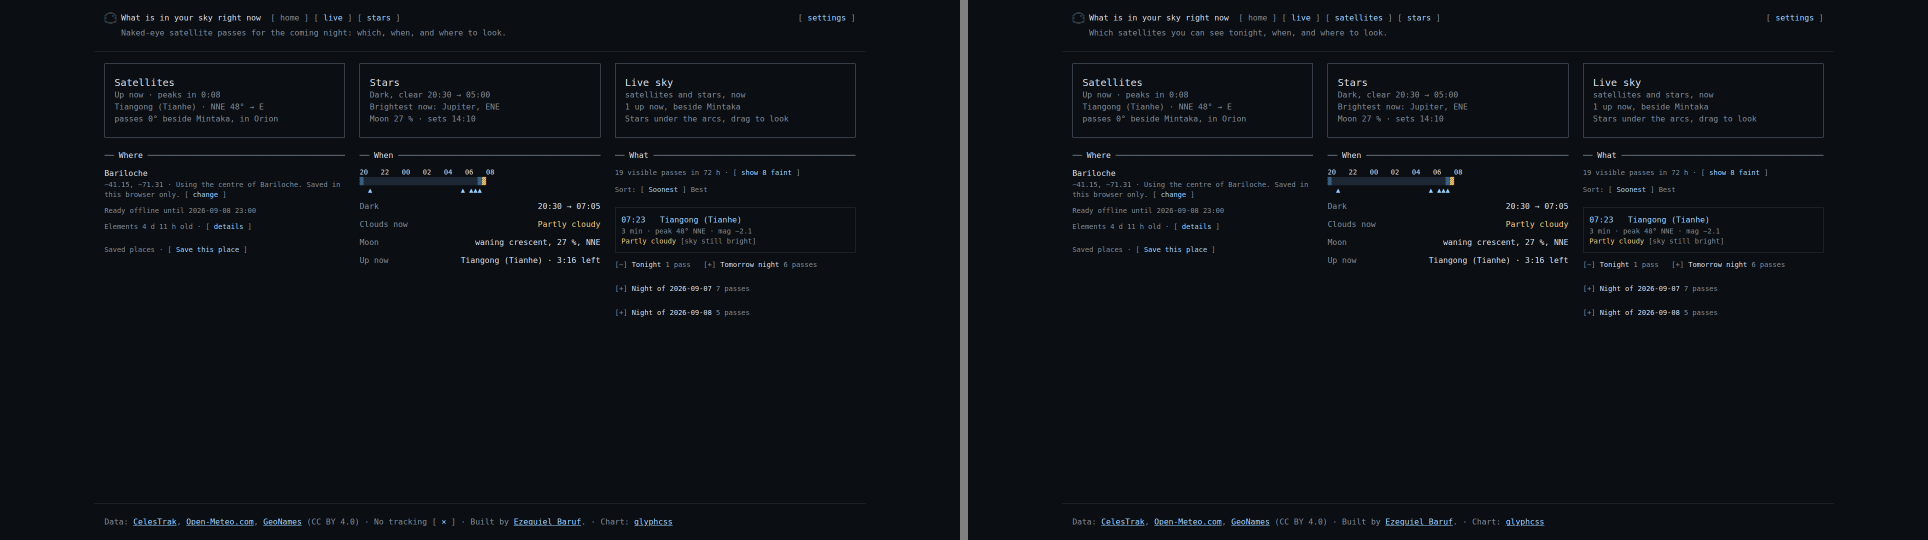 What is in your sky right now [ home ] [ live ] [ stars ] [ settings ]
Naked-eye satellite passes for the coming night: which, when, and where to look.
Satellites
Up now · peaks in 0:08
Tiangong (Tianhe) · NNE 48° → E
passes 0° beside Mintaka, in Orion
Stars
Dark, clear 20:30 → 05:00
Brightest now: Jupiter, ENE
Moon 27 % · sets 14:10
Live sky
satellites and stars, now
1 up now, beside Mintaka
Stars under the arcs, drag to look
Where
Bariloche
−41.15, −71.31 · Using the centre of Bariloche. Saved in
this browser only. [ change ]
Ready offline until 2026-09-08 23:00
Elements 4 d 11 h old · [ details ]
Saved places · [ Save this place ]
When
20 22 00 02 04 06 08
Dark 20:30 → 07:05
Clouds now Partly cloudy
Moon waning crescent, 27 %, NNE
Up now Tiangong (Tianhe) · 3:16 left
What
19 visible passes in 72 h · [ show 8 faint ]
Sort: [ Soonest ] Best
07:23 Tiangong (Tianhe)
3 min · peak 48° NNE · mag −2.1
Partly cloudy [sky still bright]
[−] Tonight 1 pass [+] Tomorrow night 6 passes
[+] Night of 2026-09-07 7 passes
[+] Night of 2026-09-08 5 passes
Data: CelesTrak, Open-Meteo.com, GeoNames (CC BY 4.0) · No tracking [ × ] · Built by Ezequiel Baruf. · Chart: glyphcss
What is in your sky right now [ home ] [ live ] [ satellites ] [ stars ] [ settings ]
Which satellites you can see tonight, when, and where to look.
Satellites
Up now · peaks in 0:08
Tiangong (Tianhe) · NNE 48° → E
passes 0° beside Mintaka, in Orion
Stars
Dark, clear 20:30 → 05:00
Brightest now: Jupiter, ENE
Moon 27 % · sets 14:10
Live sky
satellites and stars, now
1 up now, beside Mintaka
Stars under the arcs, drag to look
Where
Bariloche
−41.15, −71.31 · Using the centre of Bariloche. Saved in
this browser only. [ change ]
Ready offline until 2026-09-08 23:00
Elements 4 d 11 h old · [ details ]
Saved places · [ Save this place ]
When
20 22 00 02 04 06 08
Dark 20:30 → 07:05
Clouds now Partly cloudy
Moon waning crescent, 27 %, NNE
Up now Tiangong (Tianhe) · 3:16 left
What
19 visible passes in 72 h · [ show 8 faint ]
Sort: [ Soonest ] Best
07:23 Tiangong (Tianhe)
3 min · peak 48° NNE · mag −2.1
Partly cloudy [sky still bright]
[−] Tonight 1 pass [+] Tomorrow night 6 passes
[+] Night of 2026-09-07 7 passes
[+] Night of 2026-09-08 5 passes
Data: CelesTrak, Open-Meteo.com, GeoNames (CC BY 4.0) · Built by Ezequiel Baruf. · Chart: glyphcss